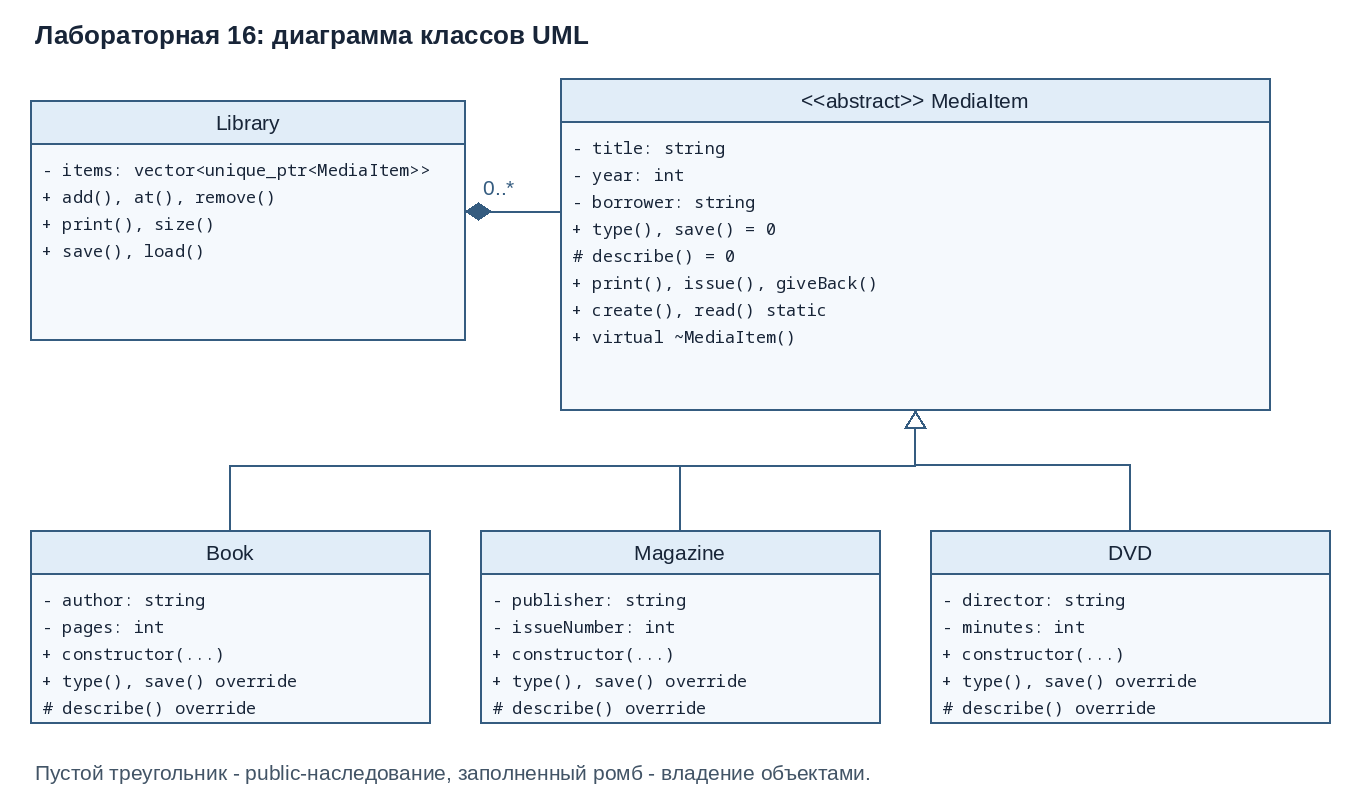 Лабораторная 16: диаграмма классов UML
Library
- items: vector<unique_ptr<MediaItem>>
+ add(), at(), remove()
+ print(), size()
+ save(), load()
0..*
<<abstract>> MediaItem
- title: string
- year: int
- borrower: string
+ type(), save() = 0
# describe() = 0
+ print(), issue(), giveBack()
+ create(), read() static
+ virtual ~MediaItem()
Book
- author: string
- pages: int
+ constructor(...)
+ type(), save() override
# describe() override
Magazine
- publisher: string
- issueNumber: int
+ constructor(...)
+ type(), save() override
# describe() override
DVD
- director: string
- minutes: int
+ constructor(...)
+ type(), save() override
# describe() override
Пустой треугольник - public-наследование, заполненный ромб - владение объектами.